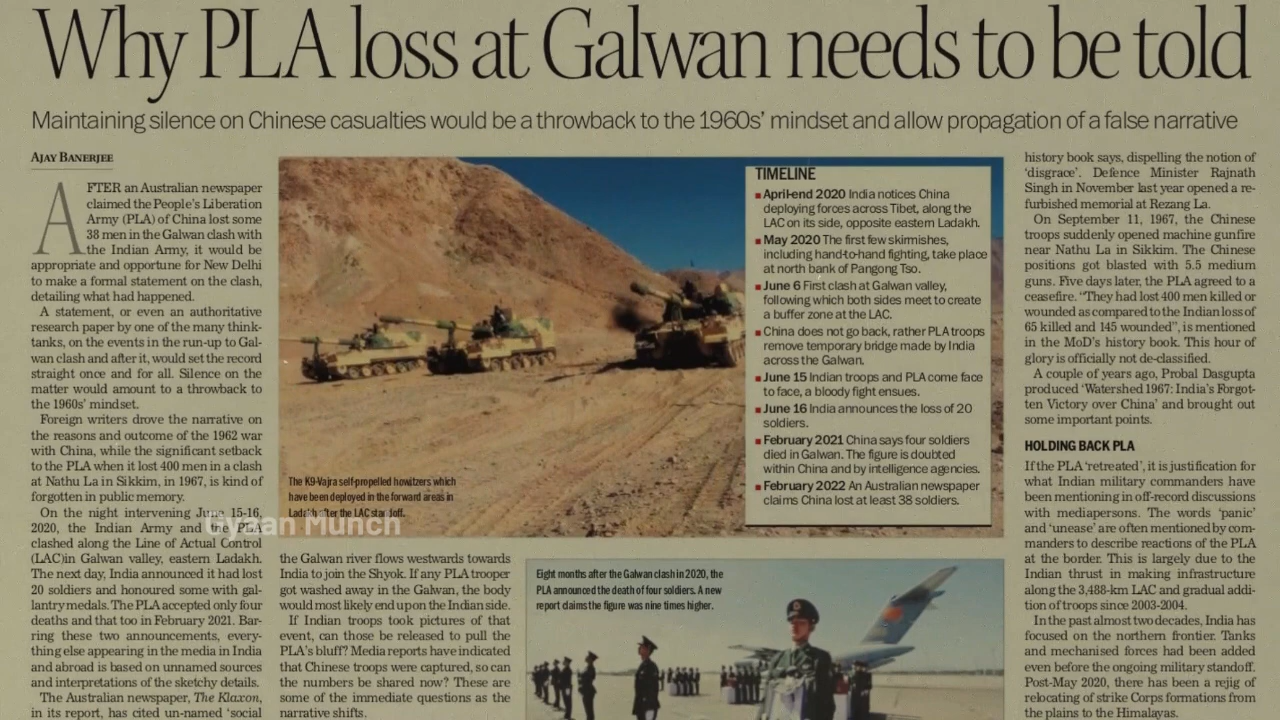 Why PLA loss at Galwan needs to be told
Maintaining silence on Chinese casualties would be a throwback to the 1960s' mindset and allow propagation of a false narrative
AJAY BANERJEE
AFTER an Australian newspaper
claimed the People's Liberation
Army (PLA) of China lost some
38 men in the Galwan clash with
the Indian Army, it would be
appropriate and opportune for New Delhi
to make a formal statement on the clash,
detailing what had happened.
A statement, or even an authoritative
research paper by one of the many think-
tanks, on the events in the run-up to Gal-
wan clash and after it, would set the record
straight once and for all. Silence on the
matter would amount to a throwback to
the 1960s' mindset.
Foreign writers drove the narrative on
the reasons and outcome of the 1962 war
with China, while the significant setback
to the PLA when it lost 400 men in a clash
at Nathu La in Sikkim, in 1967, is kind of
forgotten in public memory.
On the night intervening June 15-16,
2020, the Indian Army and the PLA
clashed along the Line of Actual Control
(LAC)in Galwan valley, eastern Ladakh.
The next day, India announced it had lost
20 soldiers and honoured some with gal-
lantry medals. The PLA accepted only four
deaths and that too in February 2021. Bar-
ring these two announcements, every-
thing else appearing in the media in India
and abroad is based on unnamed sources
and interpretations of the sketchy details.
The Australian newspaper, The Klaxon,
in its report, has cited un-named 'social
The K9-Vajra self-propelled howitzers which
have been deployed in the forward areas in
Ladakh after the LAC standoff.
Gyaan Munch
TIMELINE
April-end 2020 India notices China
deploying forces across Tibet, along the
LAC on its side, opposite eastern Ladakh.
May 2020 The first few skirmishes,
including hand-to-hand fighting, take place
at north bank of Pangong Tso.
June 6 First clash at Galwan valley,
following which both sides meet to create
a buffer zone at the LAC.
China does not go back, rather PLA troops
remove temporary bridge made by India
across the Galwan.
June 15 Indian troops and PLA come face
to face, a bloody fight ensues.
June 16 India announces the loss of 20
soldiers.
February 2021 China says four soldiers
died in Galwan. The figure is doubted
within China and by intelligence agencies.
February 2022 An Australian newspaper
claims China lost at least 38 soldiers.
the Galwan river flows westwards towards
India to join the Shyok. If any PLA trooper
got washed away in the Galwan, the body
would most likely end up on the Indian side.
If Indian troops took pictures of that
event, can those be released to pull the
PLA's bluff? Media reports have indicated
that Chinese troops were captured, so can
the numbers be shared now? These are
some of the immediate questions as the
narrative shifts.
Eight months after the Galwan clash in 2020, the
PLA announced the death of four soldiers. A new
report claims the figure was nine times higher.
history book says, dispelling the notion of
'disgrace'. Defence Minister Rajnath
Singh in November last year opened a re-
furbished memorial at Rezang La.
On September 11, 1967, the Chinese
troops suddenly opened machine gunfire
near Nathu La in Sikkim. The Chinese
positions got blasted with 5.5 medium
guns. Five days later, the PLA agreed to a
ceasefire. "They had lost 400 men killed or
wounded as compared to the Indian loss of
65 killed and 145 wounded", is mentioned
in the MoD's history book. This hour of
glory is officially not de-classified.
A couple of years ago, Probal Dasgupta
produced 'Watershed 1967: India's Forgot-
ten Victory over China' and brought out
some important points.
HOLDING BACK PLA
If the PLA 'retreated', it is justification for
what Indian military commanders have
been mentioning in off-record discussions
with mediapersons. The words 'panic'
and 'unease' are often mentioned by com-
manders to describe reactions of the PLA
at the border. This is largely due to the
Indian thrust in making infrastructure
along the 3,488-km LAC and gradual addi-
tion of troops since 2003-2004.
In the past almost two decades, India has
focused on the northern frontier. Tanks
and mechanised forces had been added
even before the ongoing military standoff.
Post-May 2020, there has been a rejig of
relocating of strike Corps formations from
the plains to the Himalayas.